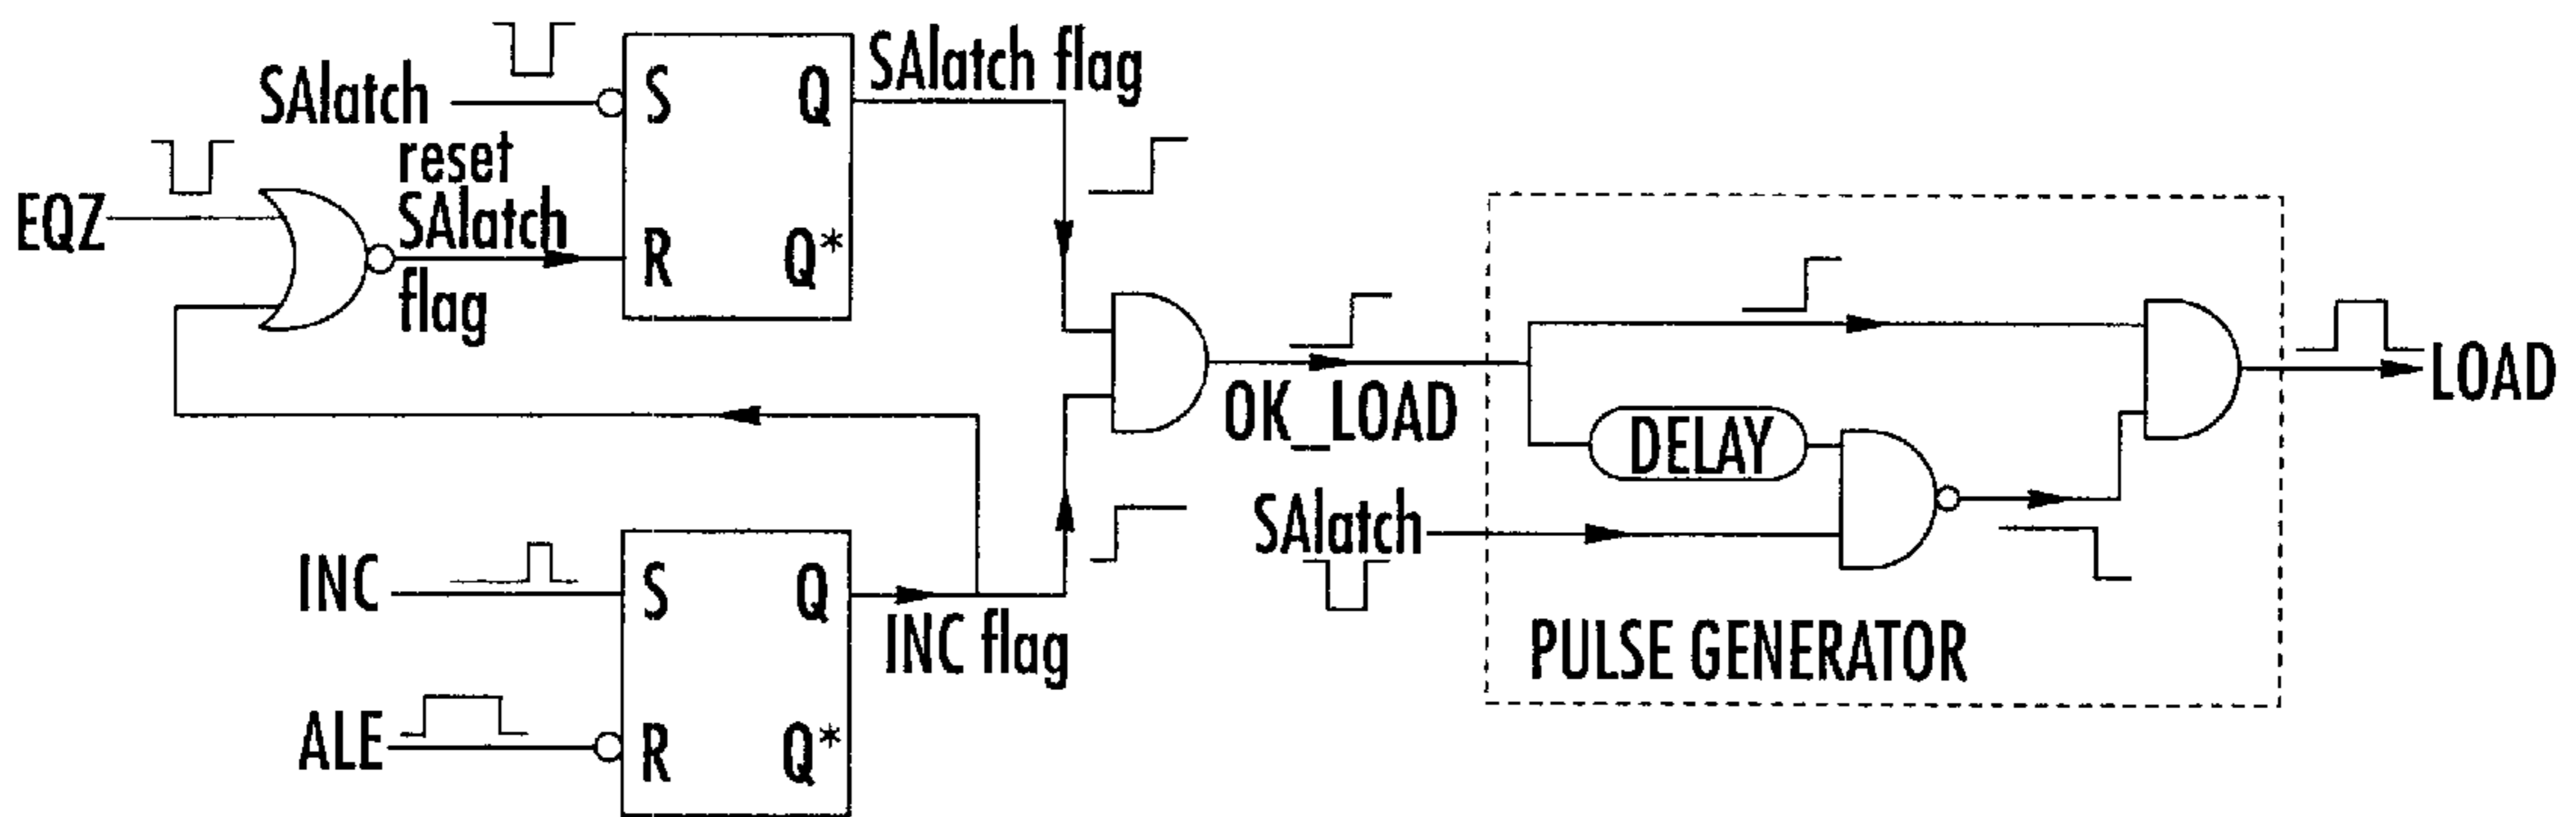 SAlatch
S
Q
SAlatch flag
EQZ
reset
SAlatch
flag
R
Q*
OK_LOAD
DELAY
LOAD
SAlatch
INC
S
Q
INC flag
PULSE GENERATOR
ALE
R
Q*